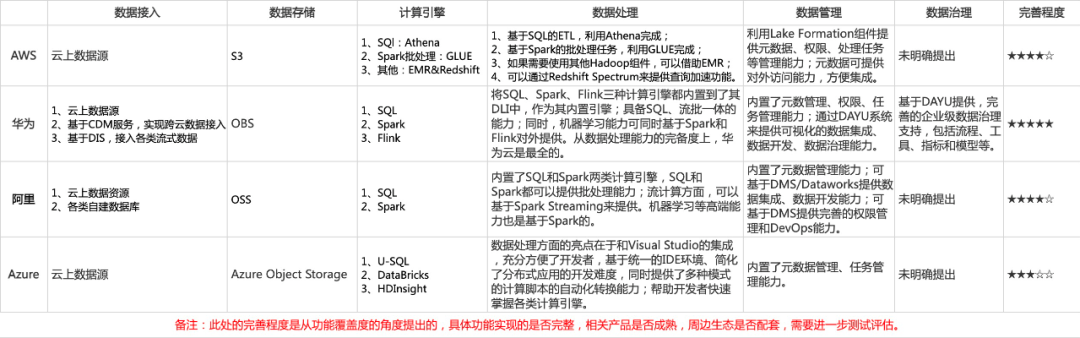 数据接入 数据存储 计算引擎 数据处理 数据管理 数据治理 完善程度
AWS
云上数据源
S3
1、SQl：Athena
2、Spark批处理：GLUE
3、其他：EMR&Redshift
1、基于SQL的ETL，利用Athena完成；
2、基于Spark的批处理任务，利用GLUE完成；
3、如果需要使用其他Hadoop组件，可以借助EMR；
4、可以通过Redshift Spectrum来提供查询加速功能。
利用Lake Formation组件提
供元数据、权限、处理任务
等管理能力；元数据可提供
对外访问能力，方便集成。
未明确提出
★★★★☆
华为
1、云上数据源
2、基于CDM服务，实现跨云数据接入
3、基于DIS，接入各类流式数据
OBS
1、SQL
2、Spark
3、Flink
将SQL、Spark、Flink三种计算引擎都内置到了其
DLI中，作为其内置引擎；具备SQL、流批一体的
能力；同时，机器学习能力可同时基于Spark和
Flink对外提供。从数据处理能力的完备度上，华
为云是最全的。
内置了元数管理、权限、任
务管理能力；通过DAYU系统
来提供可视化的数据集成、
数据开发、数据治理能力。
基于DAYU提供，完
善的企业级数据治理
支持，包括流程、工
具、指标和模型等。
★★★★★
阿里
1、云上数据资源
2、各类自建数据库
OSS
1、SQL
2、Spark
内置了SQL和Spark两类计算引擎，SQL和
Spark都可以提供批处理能力；流计算方面，可以
基于Spark Streaming来提供。机器学习等高端能
力也是基于Spark的。
内置了元数据管理能力；可
基于DMS/Dataworks提供数
据集成、数据开发能力；可
基于DMS提供完善的权限管
理和DevOps能力。
未明确提出
★★★★☆
Azure
云上数据源
Azure Object Storage
1、U-SQL
2、DataBricks
3、HDInsight
数据处理方面的亮点在于和Visual Studio的集成
，充分方便了开发者，基于统一的IDE环境、简化
了分布式应用的开发难度，同时提供了多种模式
的计算脚本的自动化转换能力；帮助开发者快速
掌握各类计算引擎。
内置了元数据管理、任务管
理能力。
未明确提出
★★★☆☆
备注：此处的完善程度是从功能覆盖度的角度提出的，具体功能实现的是否完整，相关产品是否成熟，周边生态是否配套，需要进一步测试评估。